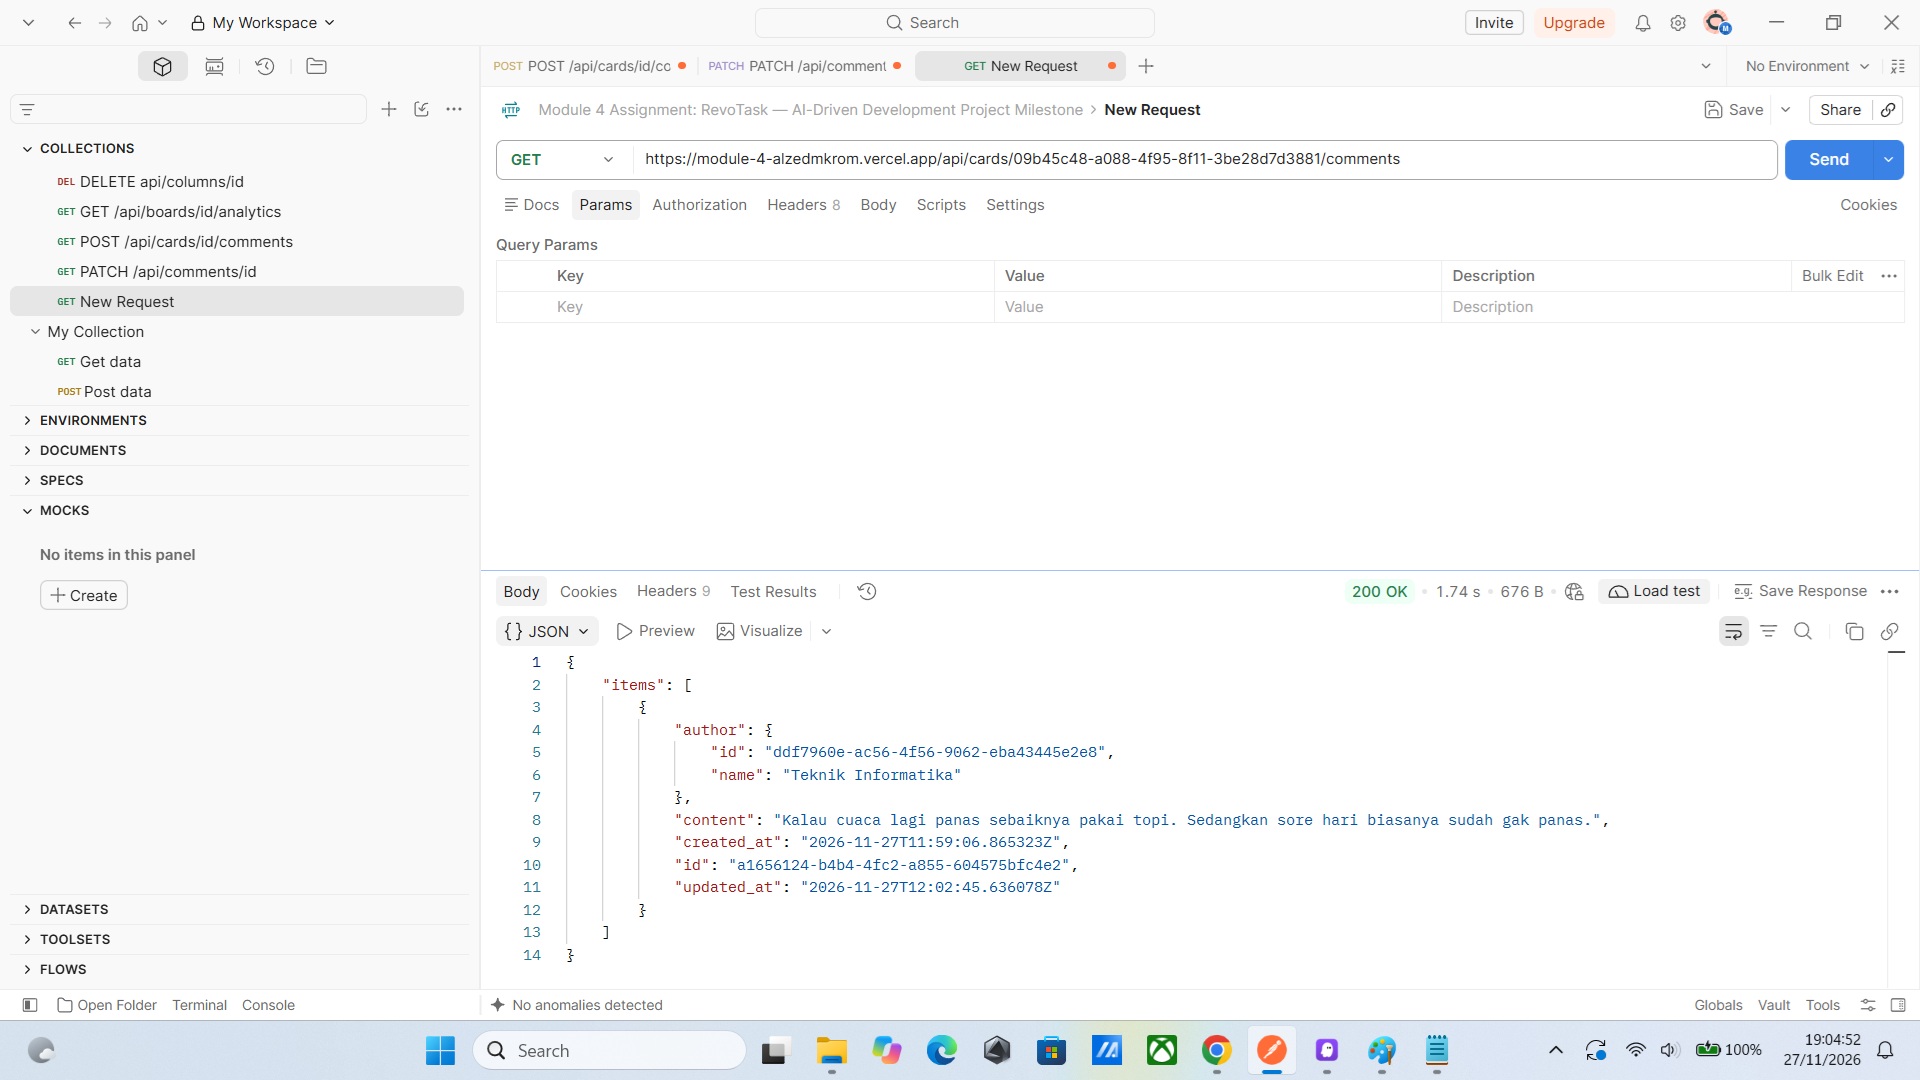 My Workspace
Search
Invite
Upgrade
POST POST /api/cards/id/co
PATCH PATCH /api/comment
GET New Request
No Environment
Module 4 Assignment: RevoTask — AI-Driven Development Project Milestone > New Request
Save
Share
COLLECTIONS
DEL DELETE api/columns/id
GET GET /api/boards/id/analytics
GET POST /api/cards/id/comments
GET PATCH /api/comments/id
GET New Request
My Collection
GET Get data
POST Post data
ENVIRONMENTS
DOCUMENTS
SPECS
MOCKS
No items in this panel
Create
DATASETS
TOOLSETS
FLOWS
GET
https://module-4-alzedmkrom.vercel.app/api/cards/09b45c48-a088-4f95-8f11-3be28d7d3881/comments
Send
Docs Params Authorization Headers 8 Body Scripts Settings Cookies
Query Params
Key Value Description Bulk Edit
Key Value Description
Body Cookies Headers 9 Test Results
200 OK • 1.74 s • 676 B
Load test
e.g. Save Response
{} JSON
Preview
Visualize
1 {
2 "items": [
3 {
4 "author": {
5 "id": "ddf7960e-ac56-4f56-9062-eba43445e2e8",
6 "name": "Teknik Informatika"
7 },
8 "content": "Kalau cuaca lagi panas sebaiknya pakai topi. Sedangkan sore hari biasanya sudah gak panas.",
9 "created_at": "2026-11-27T11:59:06.865323Z",
10 "id": "a1656124-b4b4-4fc2-a855-604575bfc4e2",
11 "updated_at": "2026-11-27T12:02:45.636078Z"
12 }
13 ]
14 }
Open Folder Terminal Console
No anomalies detected
Globals Vault Tools
Search
100%
19:04:52
27/11/2026